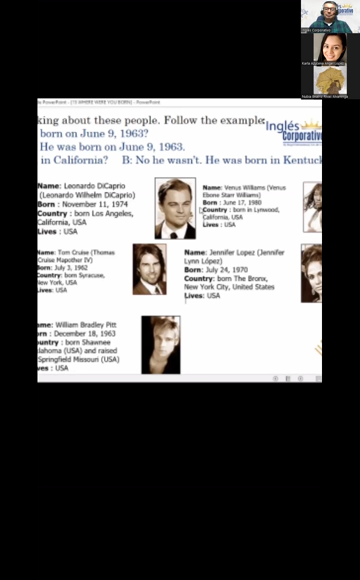 PowerPoint - [15 WHERE WERE YOU BORN] - PowerPoint
king about these people. Follow the example:
Inglés
Corporativo
born on June 9, 1963?
He was born on June 9, 1963.
in California? B: No he wasn't. He was born in Kentuck
Name: Leonardo DiCaprio
(Leonardo Wilhelm DiCaprio)
Born : November 11, 1974
Country : born Los Angeles,
California, USA
Lives : USA
Name: Venus Williams (Venus
Ebone Starr Williams)
Born : June 17, 1980
Country : born in Lynwood,
California, USA
Lives : USA
Name: Tom Cruise (Thomas
Cruise Mapother IV)
Born: July 3, 1962
Country: born Syracuse,
New York, USA
Lives: USA
Name: Jennifer Lopez (Jennifer
Lynn López)
Born: July 24, 1970
Country: born The Bronx,
New York City, United States
Lives: USA
ame: William Bradley Pitt
rn : December 18, 1963
untry : born Shawnee
lahoma (USA) and raised
Springfield Missouri (USA)
ves : USA